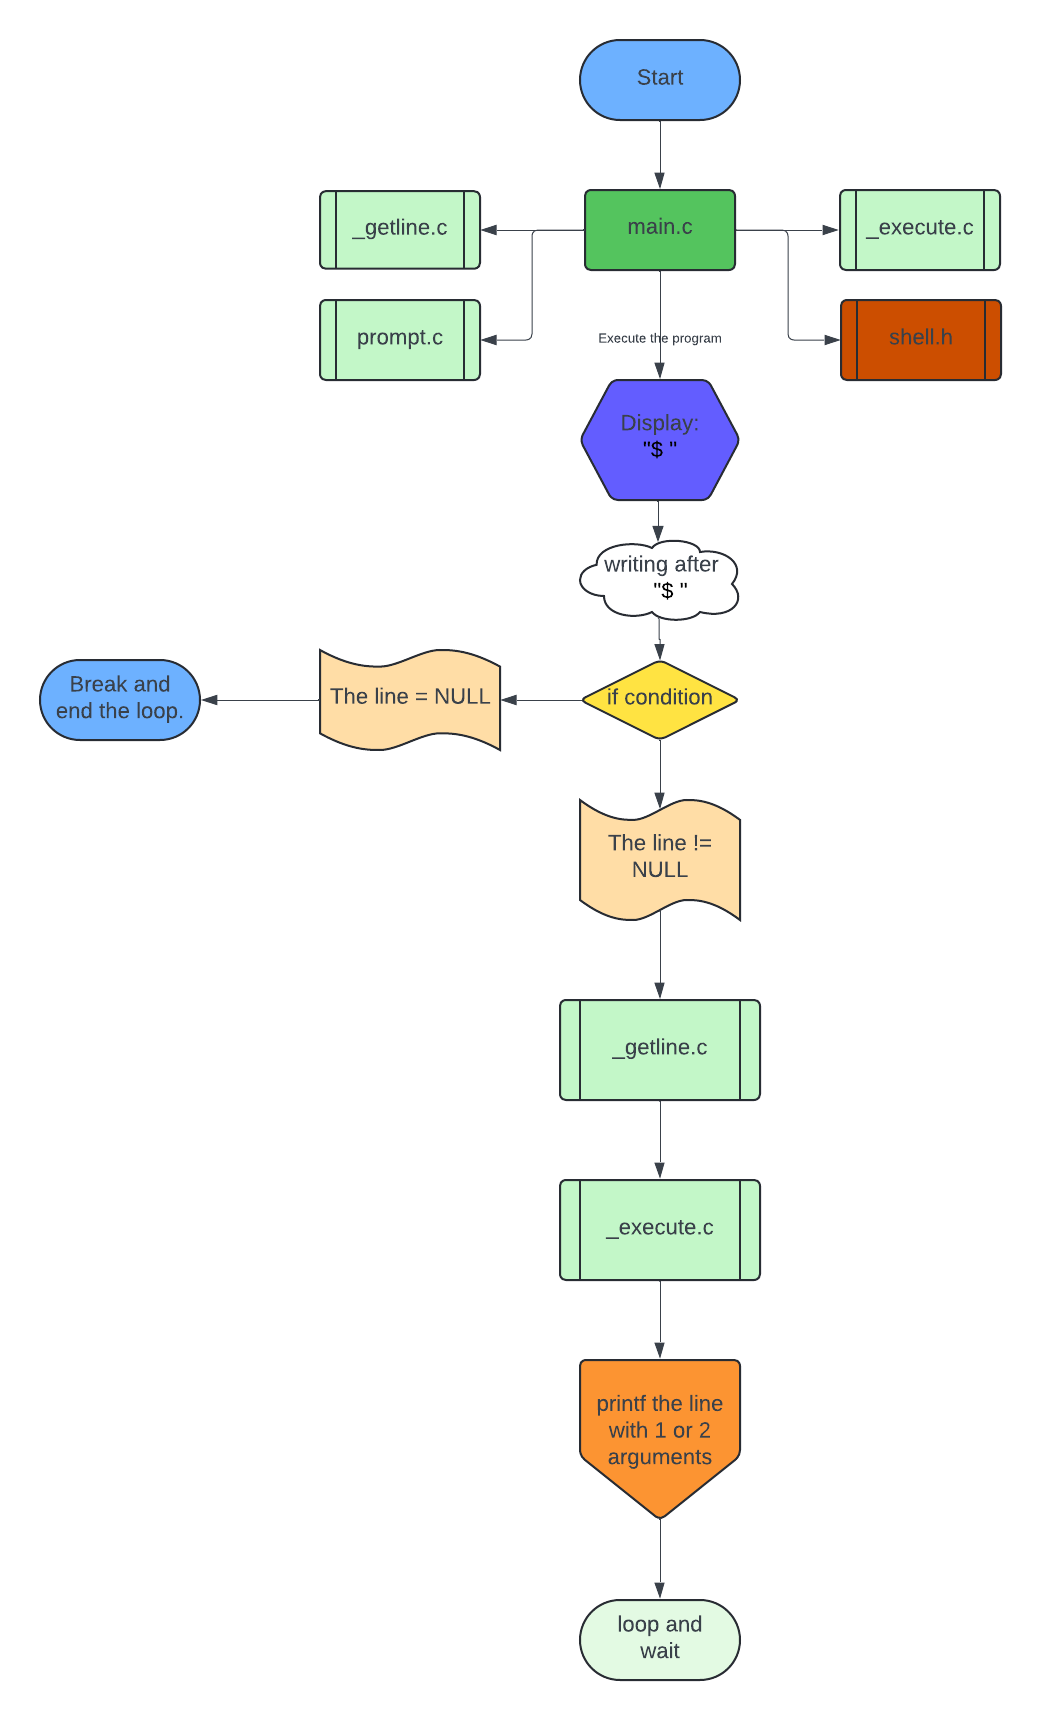 Start
_getline.c
main.c
_execute.c
prompt.c
Execute the program
shell.h
Display:
"$ "
writing after
"$ "
Break and
end the loop.
The line = NULL
if condition
The line !=
NULL
_getline.c
_execute.c
printf the line
with 1 or 2
arguments
loop and
wait